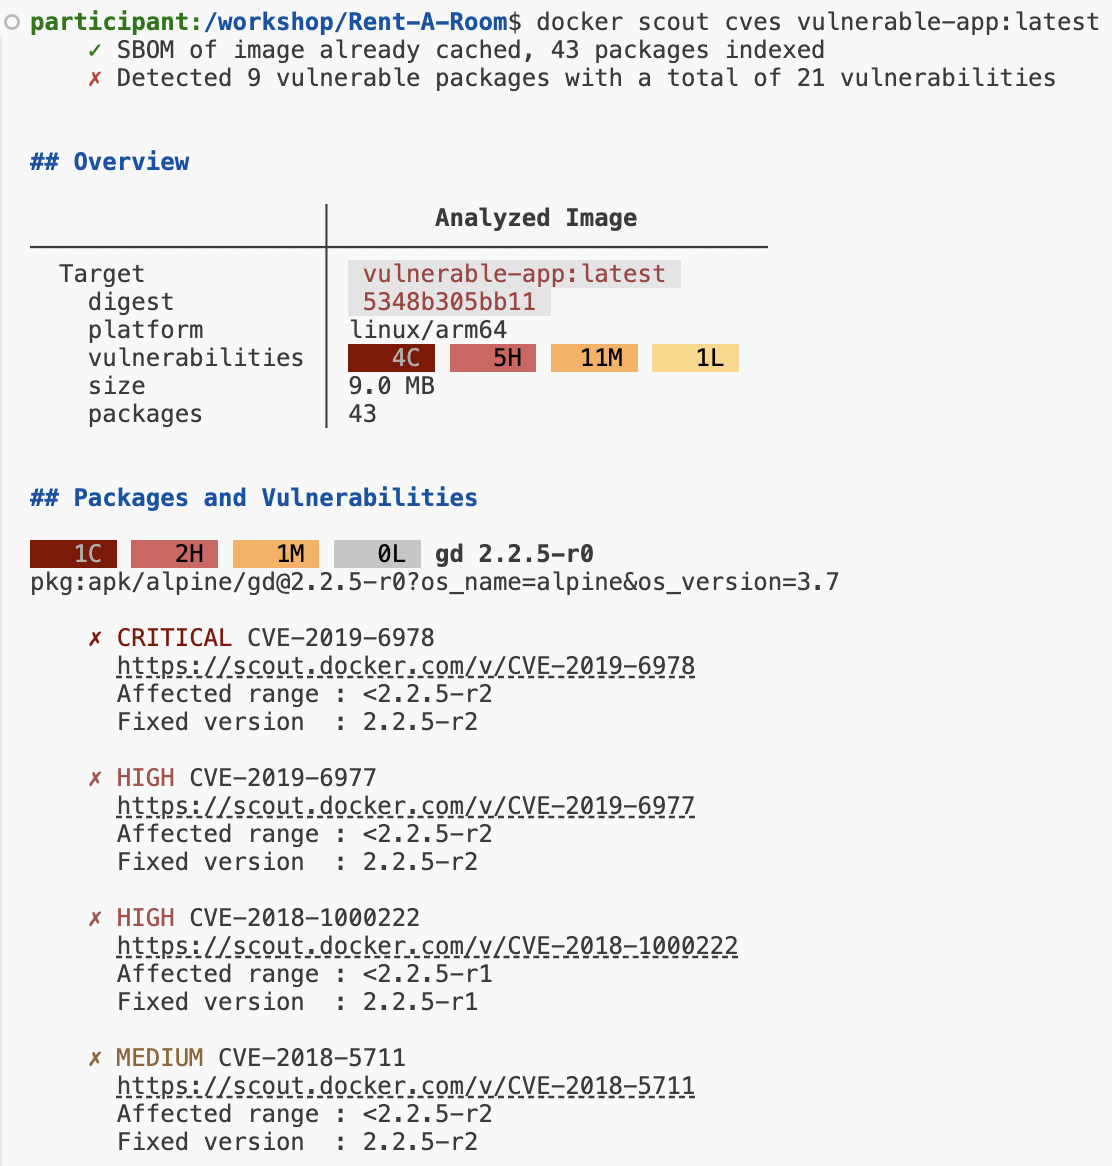 participant:/workshop/Rent-A-Room$ docker scout cves vulnerable-app:latest
✓ SBOM of image already cached, 43 packages indexed
✗ Detected 9 vulnerable packages with a total of 21 vulnerabilities
## Overview
Analyzed Image
Target vulnerable-app:latest
digest 5348b305bb11
platform linux/arm64
vulnerabilities 4C 5H 11M 1L
size 9.0 MB
packages 43
## Packages and Vulnerabilities
1C 2H 1M 0L gd 2.2.5-r0
pkg:apk/alpine/gd@2.2.5-r0?os_name=alpine&os_version=3.7
✗ CRITICAL CVE-2019-6978
https://scout.docker.com/v/CVE-2019-6978
Affected range : <2.2.5-r2
Fixed version : 2.2.5-r2
✗ HIGH CVE-2019-6977
https://scout.docker.com/v/CVE-2019-6977
Affected range : <2.2.5-r2
Fixed version : 2.2.5-r2
✗ HIGH CVE-2018-1000222
https://scout.docker.com/v/CVE-2018-1000222
Affected range : <2.2.5-r1
Fixed version : 2.2.5-r1
✗ MEDIUM CVE-2018-5711
https://scout.docker.com/v/CVE-2018-5711
Affected range : <2.2.5-r2
Fixed version : 2.2.5-r2